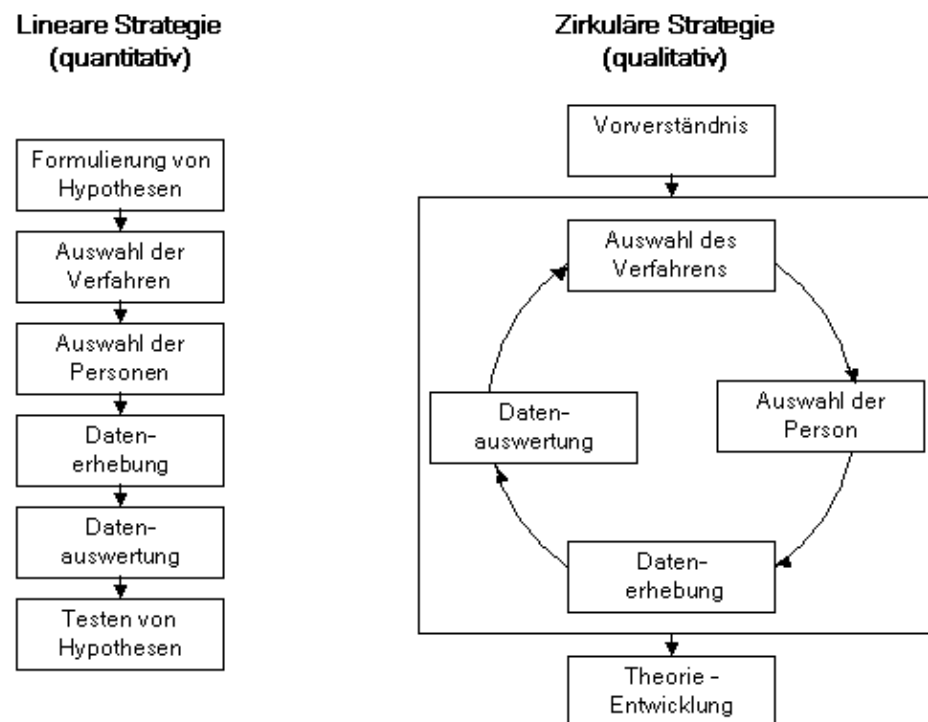 Lineare Strategie
(quantitativ)
Formulierung von
Hypothesen
Auswahl der
Verfahren
Auswahl der
Personen
Daten-
erhebung
Daten-
auswertung
Testen von
Hypothesen
Zirkuläre Strategie
(qualitativ)
Vorverständnis
Auswahl des
Verfahrens
Auswahl der
Person
Daten-
erhebung
Daten-
auswertung
Theorie -
Entwicklung